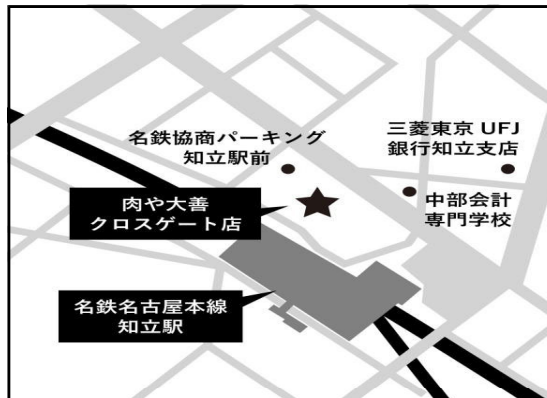 名鉄協商パーキング
知立駅前
三菱東京 UFJ
銀行知立支店
肉や大善
クロスゲート店
中部会計
専門学校
名鉄名古屋本線
知立駅